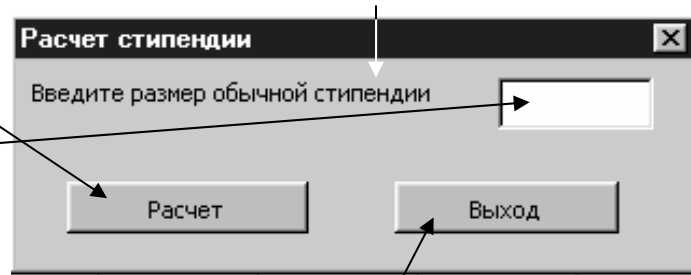 Расчет стипендии
Введите размер обычной стипендии
Расчет
Выход